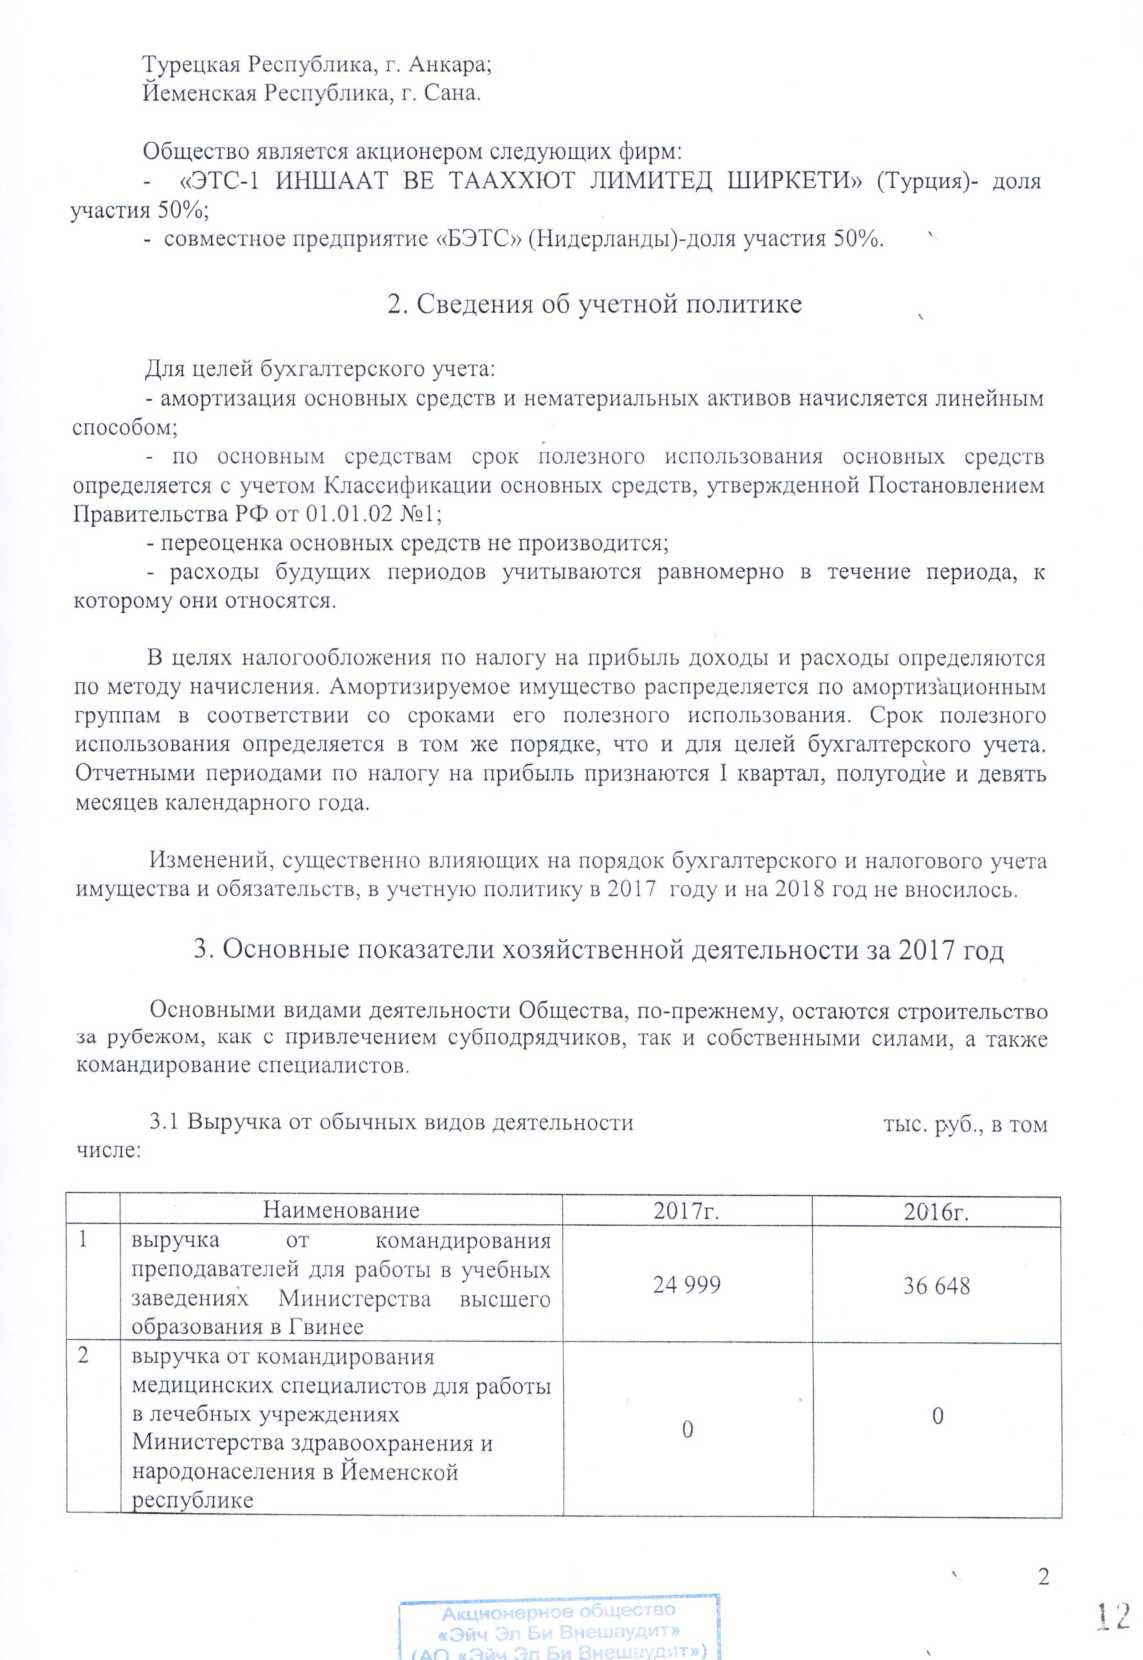 Турецкая Республика, г. Анкара;
Йеменская Республика, г. Сана.
Общество является акционером следующих фирм:
- «ЭТС-1 ИНШААТ ВЕ ТААХХЮТ ЛИМИТЕД ШИРКЕТИ» (Турция)- доля
участия 50%;
- совместное предприятие «БЭТС» (Нидерланды)-доля участия 50%.
2. Сведения об учетной политике
Для целей бухгалтерского учета:
- амортизация основных средств и нематериальных активов начисляется линейным
способом;
- по основным средствам срок полезного использования основных средств
определяется с учетом Классификации основных средств, утвержденной Постановлением
Правительства РФ от 01.01.02 №1;
- переоценка основных средств не производится;
- расходы будущих периодов учитываются равномерно в течение периода, к
которому они относятся.
В целях налогообложения по налогу на прибыль доходы и расходы определяются
по методу начисления. Амортизируемое имущество распределяется по амортизационным
группам в соответствии со сроками его полезного использования. Срок полезного
использования определяется в том же порядке, что и для целей бухгалтерского учета.
Отчетными периодами по налогу на прибыль признаются I квартал, полугодие и девять
месяцев календарного года.
Изменений, существенно влияющих на порядок бухгалтерского и налогового учета
имущества и обязательств, в учетную политику в 2017 году и на 2018 год не вносилось.
3. Основные показатели хозяйственной деятельности за 2017 год
Основными видами деятельности Общества, по-прежнему, остаются строительство
за рубежом, как с привлечением субподрядчиков, так и собственными силами, а также
командирование специалистов.
3.1 Выручка от обычных видов деятельности тыс. руб., в том
числе:
Наименование 2017г. 2016г.
1 выручка от командирования
преподавателей для работы в учебных
заведениях Министерства высшего
образования в Гвинее
24 999 36 648
2 выручка от командирования
медицинских специалистов для работы
в лечебных учреждениях
Министерства здравоохранения и
народонаселения в Йеменской
республике
0 0
2
12
Акционерное общество
«Эйч Эл Би Внешаудит»
(АО «Эйч Эл Би Внешаудит»)